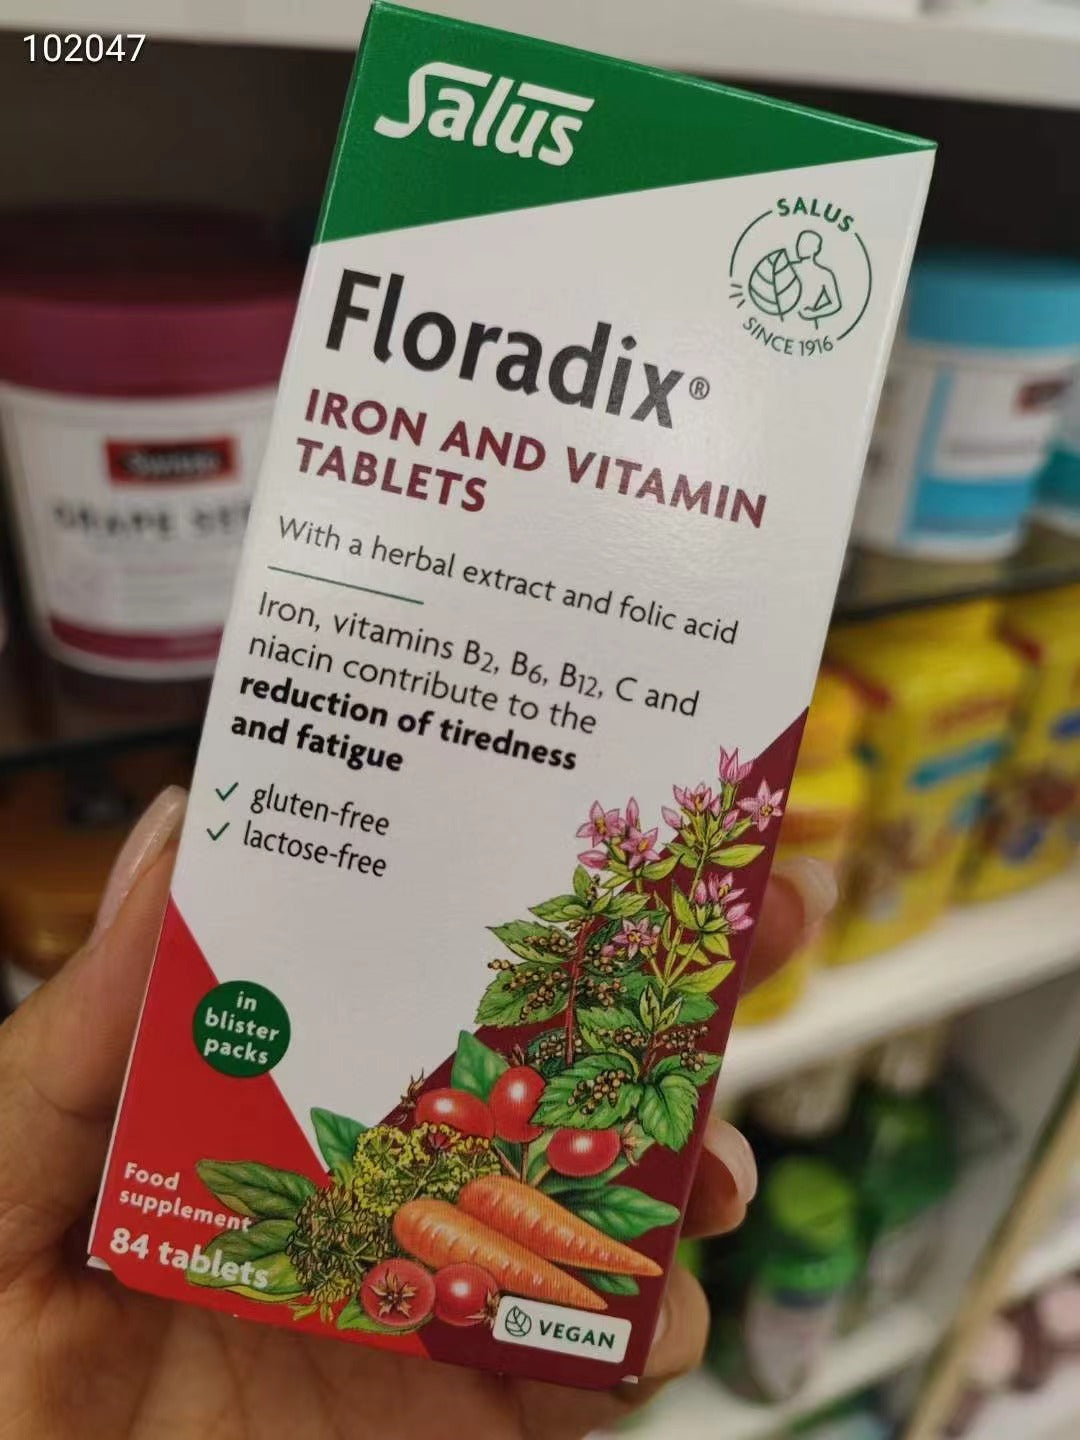 102047
Salus
SALUS
SINCE 1916
Floradix®
IRON AND VITAMIN
TABLETS
With a herbal extract and folic acid
Iron, vitamins B2, B6, B12, C and
niacin contribute to the
reduction of tiredness
and fatigue
✓ gluten-free
✓ lactose-free
in
blister
packs
Food
supplement
84 tablets
VEGAN
Swisse
GRAPE